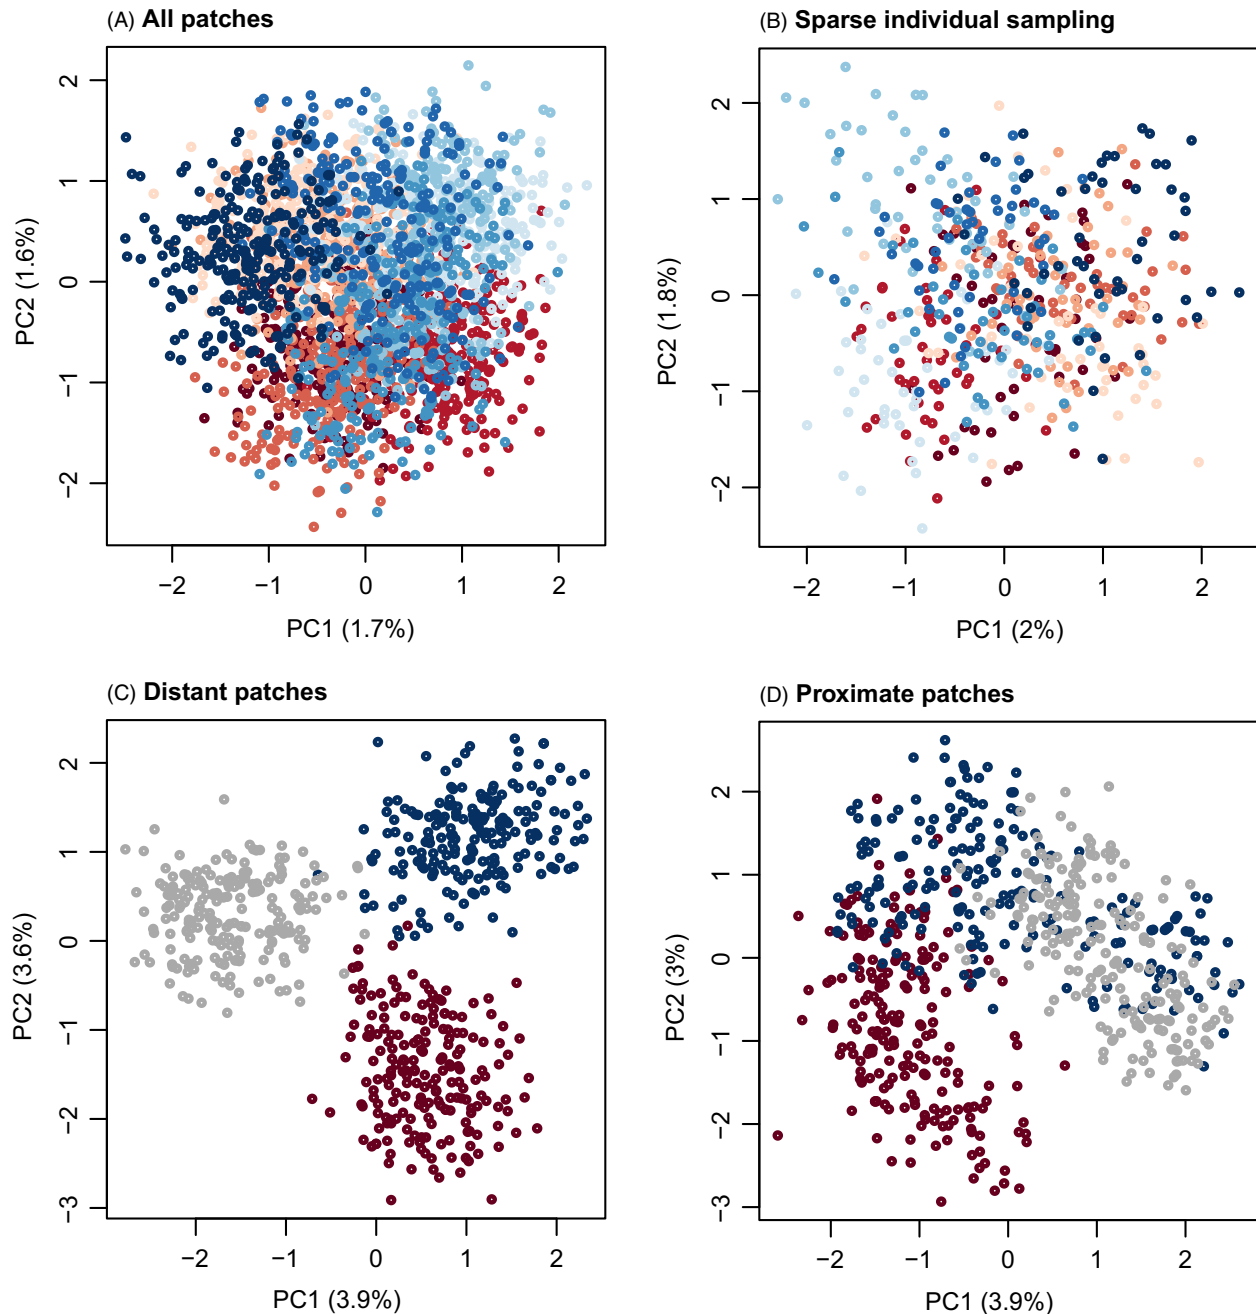 (A) All patches
2
1
0
−1
−2
PC2 (1.6%)
−2 −1 0 1 2
PC1 (1.7%)
(B) Sparse individual sampling
2
1
0
−1
−2
PC2 (1.8%)
−2 −1 0 1 2
PC1 (2%)
(C) Distant patches
2
1
0
−1
−2
−3
PC2 (3.6%)
−2 −1 0 1 2
PC1 (3.9%)
(D) Proximate patches
2
1
0
−1
−2
−3
PC2 (3%)
−2 −1 0 1 2
PC1 (3.9%)